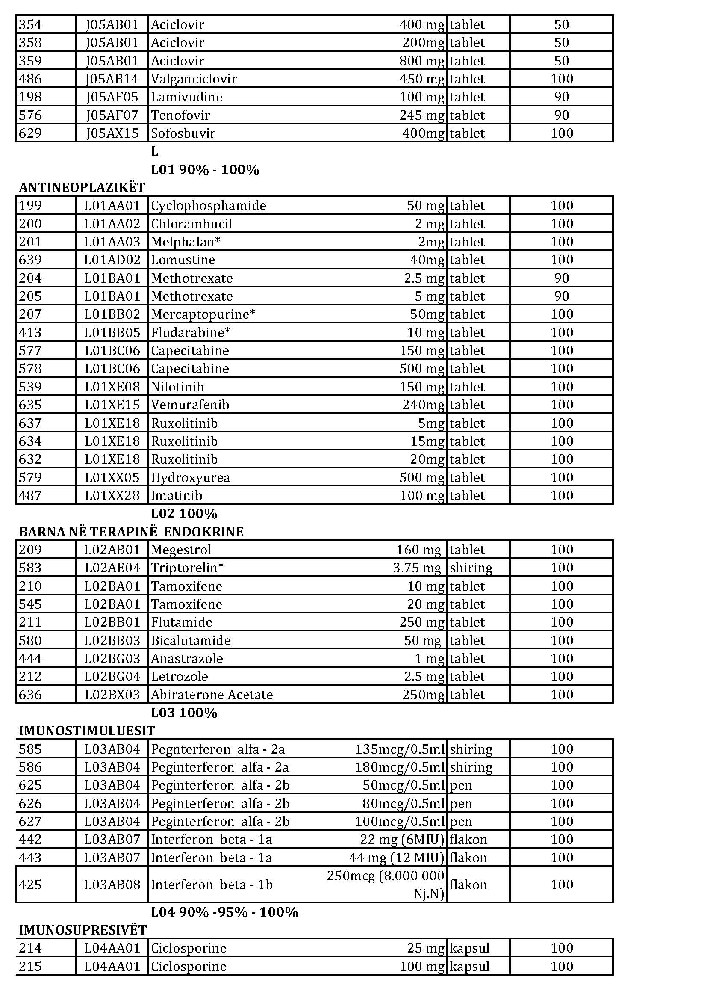 354 J05AB01 Aciclovir 400 mg tablet 50
358 J05AB01 Aciclovir 200mg tablet 50
359 J05AB01 Aciclovir 800 mg tablet 50
486 J05AB14 Valganciclovir 450 mg tablet 100
198 J05AF05 Lamivudine 100 mg tablet 90
576 J05AF07 Tenofovir 245 mg tablet 90
629 J05AX15 Sofosbuvir 400mg tablet 100
L
L01 90% - 100%
ANTINEOPLAZIKËT
199 L01AA01 Cyclophosphamide 50 mg tablet 100
200 L01AA02 Chlorambucil 2 mg tablet 100
201 L01AA03 Melphalan* 2mg tablet 100
639 L01AD02 Lomustine 40mg tablet 100
204 L01BA01 Methotrexate 2.5 mg tablet 90
205 L01BA01 Methotrexate 5 mg tablet 90
207 L01BB02 Mercaptopurine* 50mg tablet 100
413 L01BB05 Fludarabine* 10 mg tablet 100
577 L01BC06 Capecitabine 150 mg tablet 100
578 L01BC06 Capecitabine 500 mg tablet 100
539 L01XE08 Nilotinib 150 mg tablet 100
635 L01XE15 Vemurafenib 240mg tablet 100
637 L01XE18 Ruxolitinib 5mg tablet 100
634 L01XE18 Ruxolitinib 15mg tablet 100
632 L01XE18 Ruxolitinib 20mg tablet 100
579 L01XX05 Hydroxyurea 500 mg tablet 100
487 L01XX28 Imatinib 100 mg tablet 100
L02 100%
BARNA NË TERAPINË ENDOKRINE
209 L02AB01 Megestrol 160 mg tablet 100
583 L02AE04 Triptorelin* 3.75 mg shiring 100
210 L02BA01 Tamoxifene 10 mg tablet 100
545 L02BA01 Tamoxifene 20 mg tablet 100
211 L02BB01 Flutamide 250 mg tablet 100
580 L02BB03 Bicalutamide 50 mg tablet 100
444 L02BG03 Anastrazole 1 mg tablet 100
212 L02BG04 Letrozole 2.5 mg tablet 100
636 L02BX03 Abiraterone Acetate 250mg tablet 100
L03 100%
IMUNOSTIMULUESIT
585 L03AB04 Pegnterferon alfa - 2a 135mcg/0.5ml shiring 100
586 L03AB04 Peginterferon alfa - 2a 180mcg/0.5ml shiring 100
625 L03AB04 Peginterferon alfa - 2b 50mcg/0.5ml pen 100
626 L03AB04 Peginterferon alfa - 2b 80mcg/0.5ml pen 100
627 L03AB04 Peginterferon alfa - 2b 100mcg/0.5ml pen 100
442 L03AB07 Interferon beta - 1a 22 mg (6MIU) flakon 100
443 L03AB07 Interferon beta - 1a 44 mg (12 MIU) flakon 100
425 L03AB08 Interferon beta - 1b 250mcg (8.000 000
Nj.N) flakon 100
L04 90% -95% - 100%
IMUNOSUPRESIVËT
214 L04AA01 Ciclosporine 25 mg kapsul 100
215 L04AA01 Ciclosporine 100 mg kapsul 100